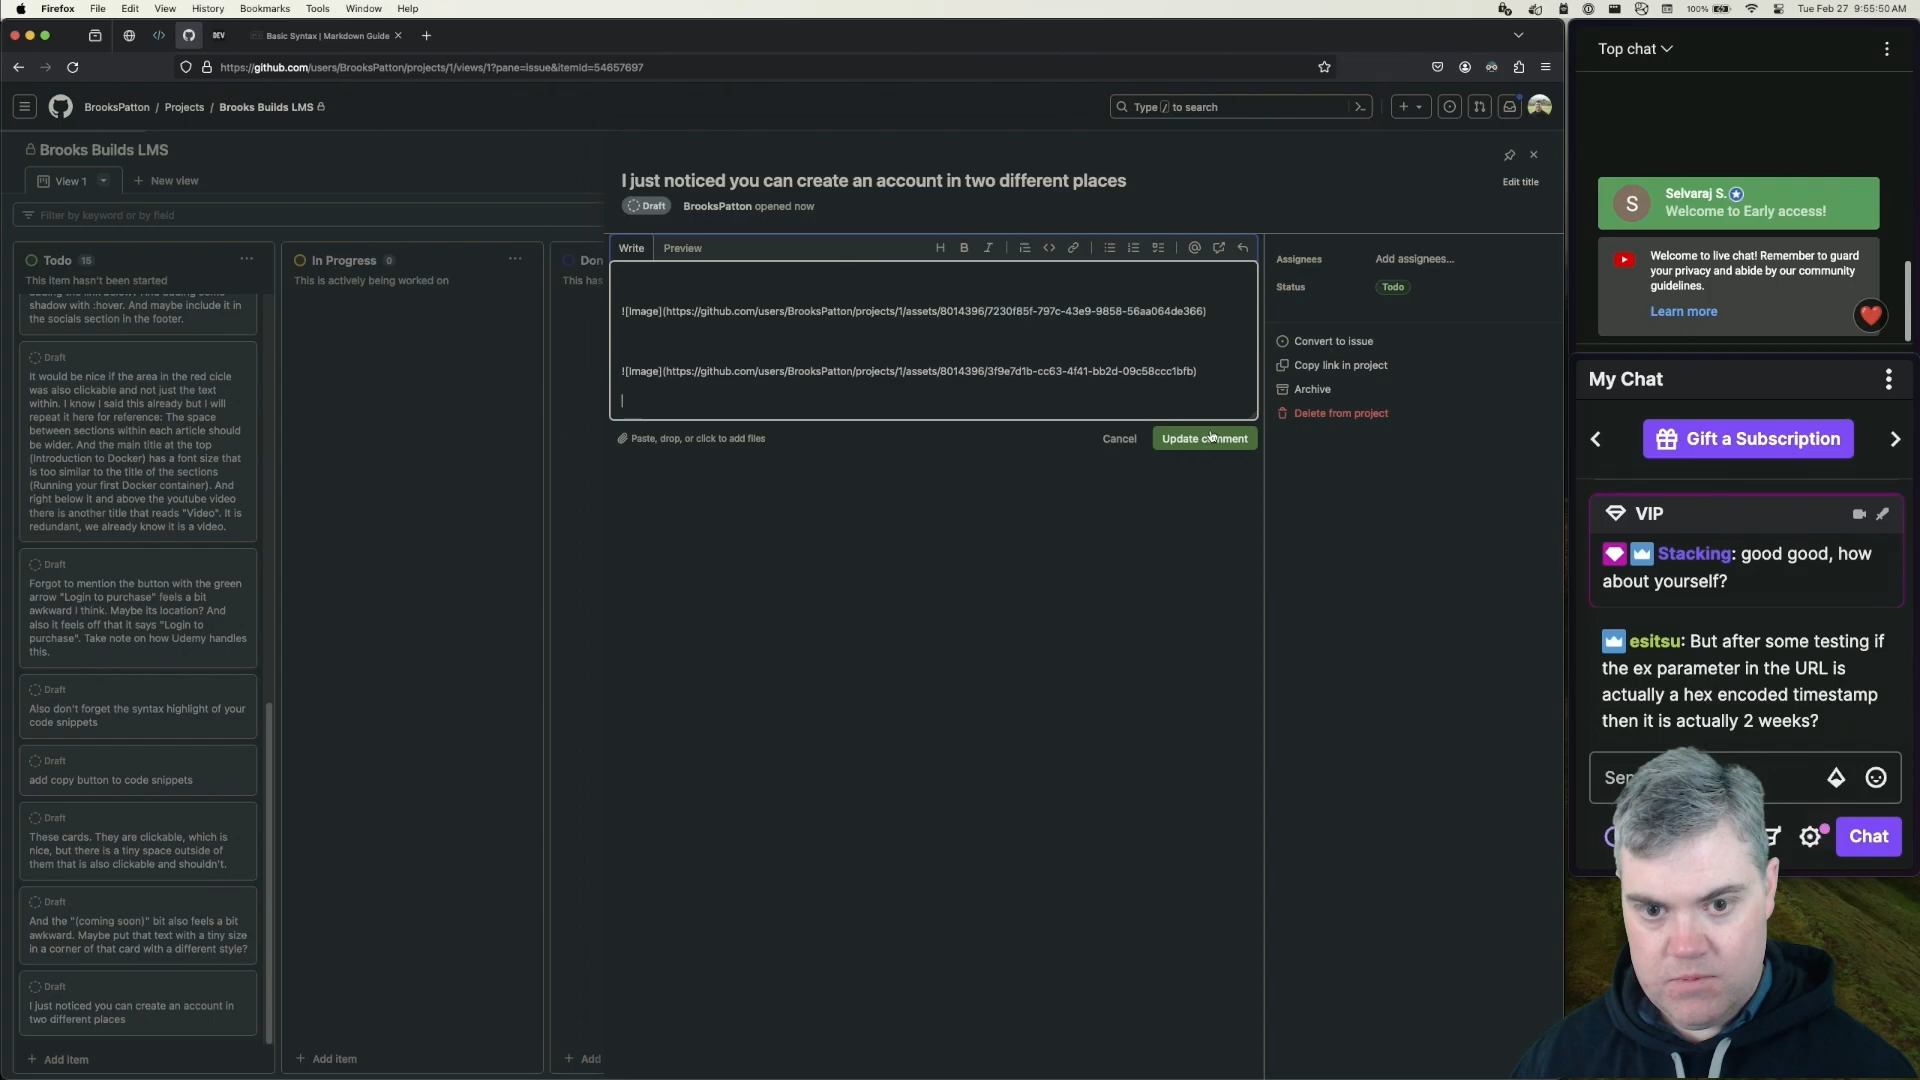 Firefox File Edit View History Bookmarks Tools Window Help
100% Tue Feb 27 9:55:50 AM
DEV Basic Syntax | Markdown Guide
https://github.com/users/BrooksPatton/projects/1/views/1?pane=issue&itemId=54657697
BrooksPatton / Projects / Brooks Builds LMS
Type / to search
Brooks Builds LMS
View 1
New view
Filter by keyword or by field
Todo 15
This item hasn't been started
shadow with :hover. And maybe include it in
the socials section in the footer.
Draft
It would be nice if the area in the red cicle
was also clickable and not just the text
within. I know I said this already but I will
repeat it here for reference: The space
between sections within each article should
be wider. And the main title at the top
(Introduction to Docker) has a font size that
is too similar to the title of the sections
(Running your first Docker container). And
right below it and above the youtube video
there is another title that reads "Video". It is
redundant, we already know it is a video.
Draft
Forgot to mention the button with the green
arrow "Login to purchase" feels a bit
awkward I think. Maybe its location? And
also it feels off that it says "Login to
purchase". Take note on how Udemy handles
this.
Draft
Also don't forget the syntax highlight of your
code snippets
Draft
add copy button to code snippets
Draft
These cards. They are clickable, which is
nice, but there is a tiny space outside of
them that is also clickable and shouldn't.
Draft
And the "(coming soon)" bit also feels a bit
awkward. Maybe put that text with a tiny size
in a corner of that card with a different style?
Draft
I just noticed you can create an account in
two different places
+ Add item
In Progress 0
This is actively being worked on
+ Add item
Don
This has
+ Add
I just noticed you can create an account in two different places
Edit title
Draft
BrooksPatton opened now
Write
Preview
![Image](https://github.com/users/BrooksPatton/projects/1/assets/8014396/7230f85f-797c-43e9-9858-56aa064de366)
![Image](https://github.com/users/BrooksPatton/projects/1/assets/8014396/3f9e7d1b-cc63-4f41-bb2d-09c58ccc1bfb)
Paste, drop, or click to add files
Cancel
Update comment
Assignees
Add assignees...
Status
Todo
Convert to issue
Copy link in project
Archive
Delete from project
Top chat
S
Selvaraj S.
Welcome to Early access!
Welcome to live chat! Remember to guard
your privacy and abide by our community
guidelines.
Learn more
My Chat
Gift a Subscription
VIP
Stacking: good good, how
about yourself?
esitsu: But after some testing if
the ex parameter in the URL is
actually a hex encoded timestamp
then it is actually 2 weeks?
Chat